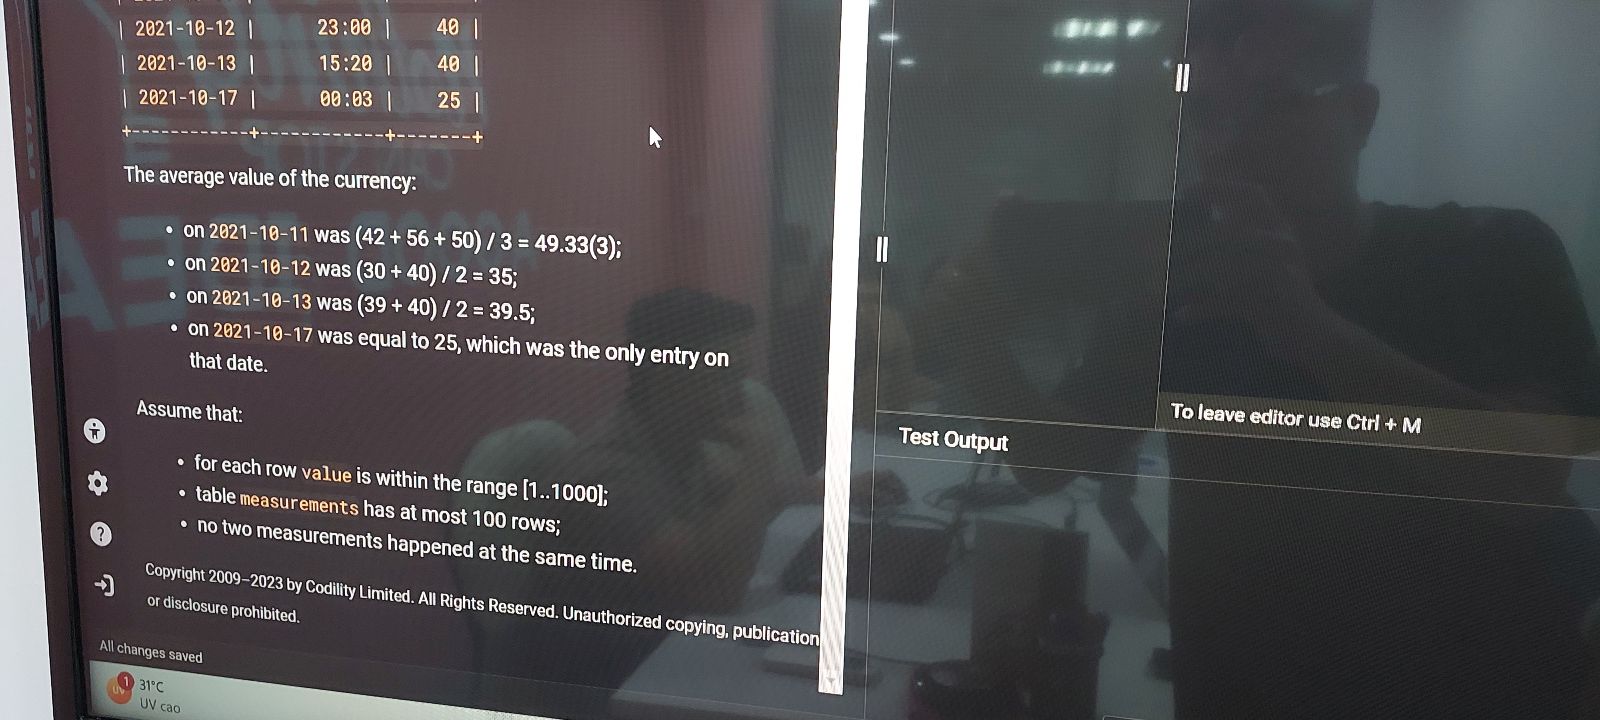 | 2021-10-12 | 23:00 | 40 |
| 2021-10-13 | 15:20 | 40 |
| 2021-10-17 | 00:03 | 25 |
+------------+------------+-------+
The average value of the currency:
• on 2021-10-11 was (42 + 56 + 50) / 3 = 49.33(3);
• on 2021-10-12 was (30 + 40) / 2 = 35;
• on 2021-10-13 was (39 + 40) / 2 = 39.5;
• on 2021-10-17 was equal to 25, which was the only entry on
that date.
Assume that:
• for each row value is within the range [1..1000];
• table measurements has at most 100 rows;
• no two measurements happened at the same time.
Copyright 2009–2023 by Codility Limited. All Rights Reserved. Unauthorized copying, publication
or disclosure prohibited.
All changes saved
1
UV
31°C
UV cao
To leave editor use Ctrl + M
Test Output